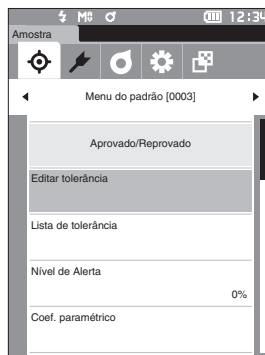 M 12:34
Amostra
Menu do padrão [0003]
Aprovado/Reprovado
Editar tolerância
Lista de tolerância
Nível de Alerta
0%
Coef. paramétrico